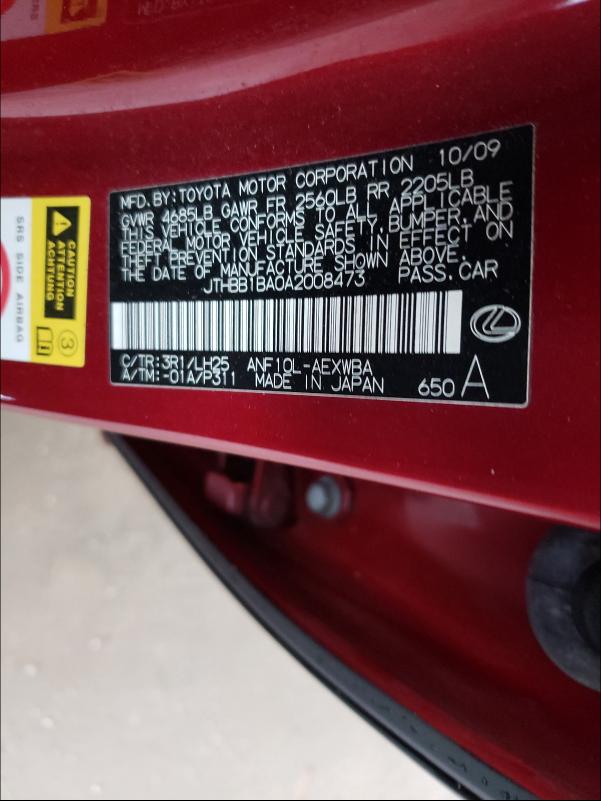 MFD. BY: TOYOTA MOTOR CORPORATION 10/09
GVWR 4685LB GAWR FR 2560LB RR 2205LB
THIS VEHICLE CONFORMS TO ALL APPLICABLE
FEDERAL MOTOR VEHICLE SAFETY, BUMPER, AND
THEFT PREVENTION STANDARDS IN EFFECT ON
THE DATE OF MANUFACTURE SHOWN ABOVE.
JTHBB1BA0A2008473 PASS. CAR
C/TR: 3R1/LH25 ANF10L-AEXWBA
A/TM: -01A/P311 MADE IN JAPAN 650 A
CAUTION
ATTENTION
ACHTUNG
3
SRS SIDE AIRBAG